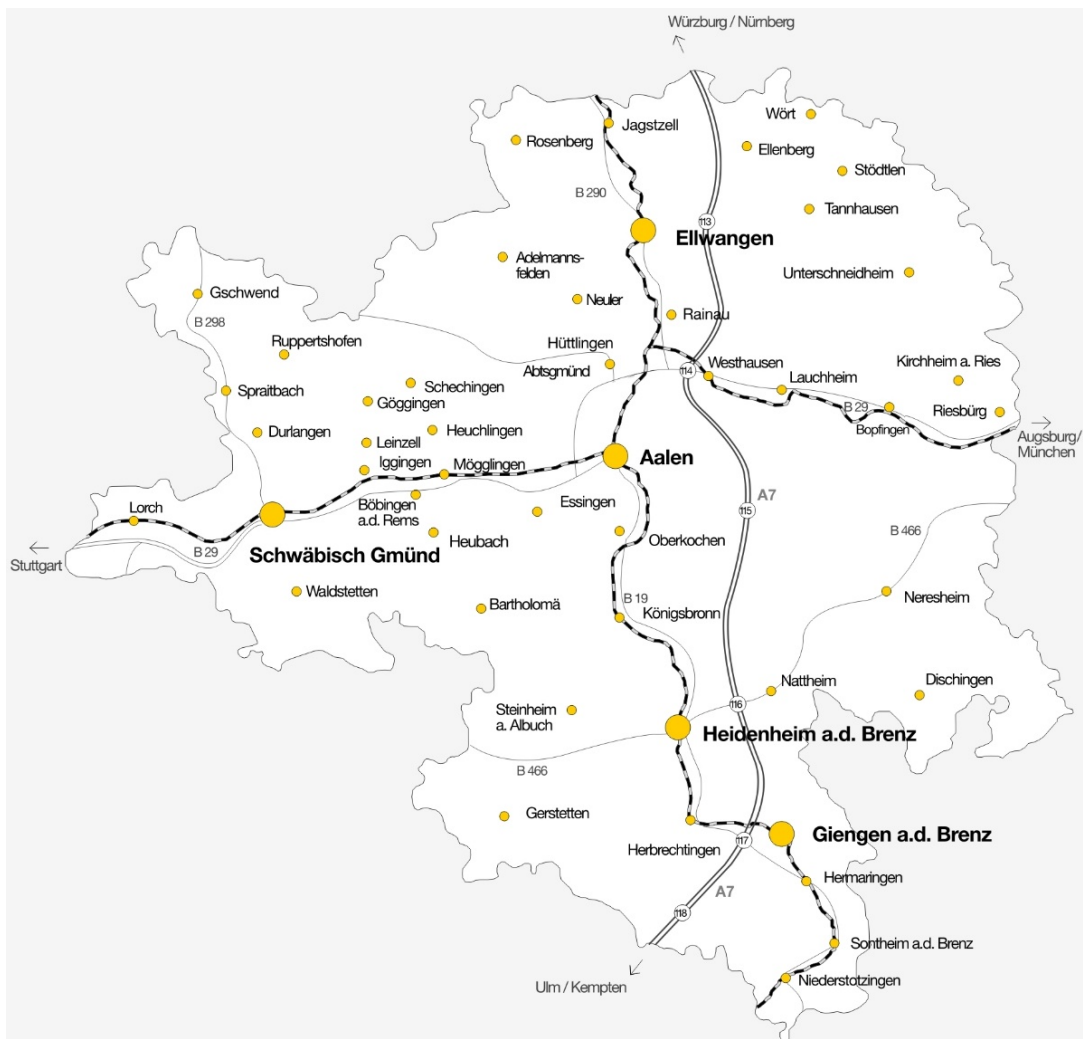 Würzburg / Nürnberg
Wört
Jagstzell
Rosenberg
Ellenberg
Stödtlen
B 290
Tannhausen
113
Ellwangen
Adelmanns-
felden
Unterschneidheim
Gschwend
Neuler
Rainau
B 298
Ruppertshofen
Hüttlingen
Abtsgmünd
114
Westhausen
Kirchheim a. Ries
Lauchheim
Schechingen
Spraitbach
Göggingen
B 29
Riesbürg
Bopfingen
Durlangen
Heuchlingen
Augsburg/
München
Leinzell
Aalen
Iggingen
Mögglingen
A7
Lorch
Böbingen
a.d. Rems
Essingen
115
B 466
Heubach
Oberkochen
B 29
Schwäbisch Gmünd
Stuttgart
Waldstetten
B 19
Neresheim
Bartholomä
Königsbronn
Nattheim
Dischingen
116
Steinheim
a. Albuch
Heidenheim a.d. Brenz
B 466
Gerstetten
Giengen a.d. Brenz
Herbrechtingen
117
Hermaringen
A7
118
Sontheim a.d. Brenz
Niederstotzingen
Ulm / Kempten